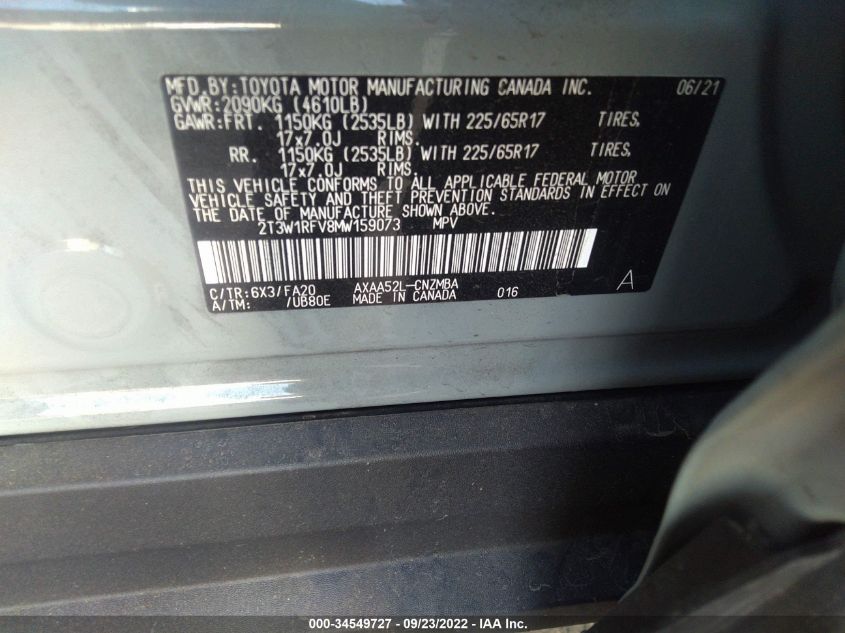 MFD.BY:TOYOTA MOTOR MANUFACTURING CANADA INC. 06/21
GVWR:2090KG (4610LB)
GAWR:FRT. 1150KG (2535LB) WITH 225/65R17 TIRES,
17x7.0J RIMS.
RR. 1150KG (2535LB) WITH 225/65R17 TIRES,
17x7.0J RIMS.
THIS VEHICLE CONFORMS TO ALL APPLICABLE FEDERAL MOTOR
VEHICLE SAFETY AND THEFT PREVENTION STANDARDS IN EFFECT ON
THE DATE OF MANUFACTURE SHOWN ABOVE.
2T3W1RFV8MW159073 MPV
C/TR:6X3/FA20 AXAA52L-CNZMBA 016 A
A/TM: /UB80E MADE IN CANADA
000-34549727 - 09/23/2022 - IAA Inc.